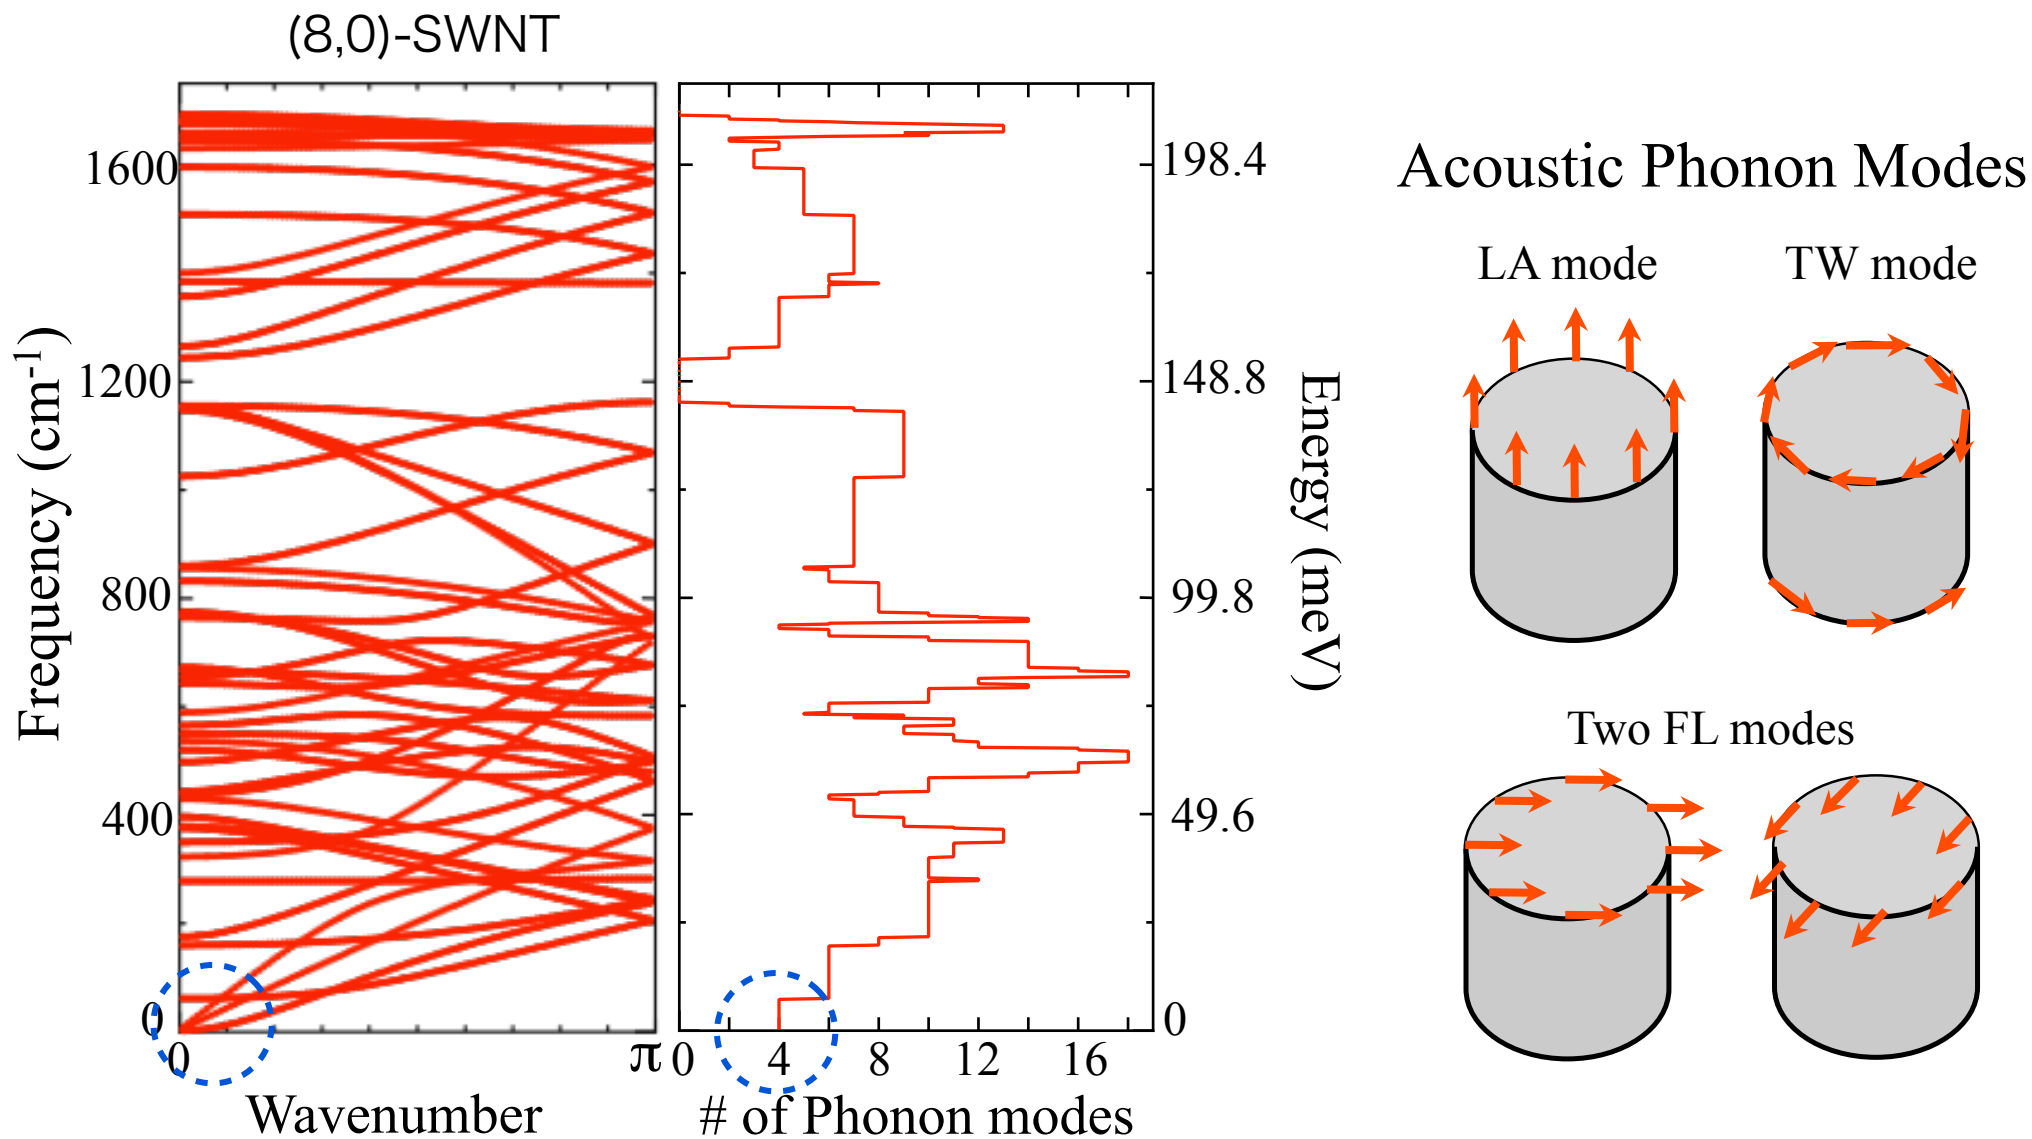 (8,0)-SWNT
Frequency (cm-1)
1600
1200
800
400
0
0
π
Wavenumber
0
4
8
12
16
# of Phonon modes
198.4
148.8
99.8
49.6
0
Energy (meV)
Acoustic Phonon Modes
LA mode
TW mode
Two FL modes